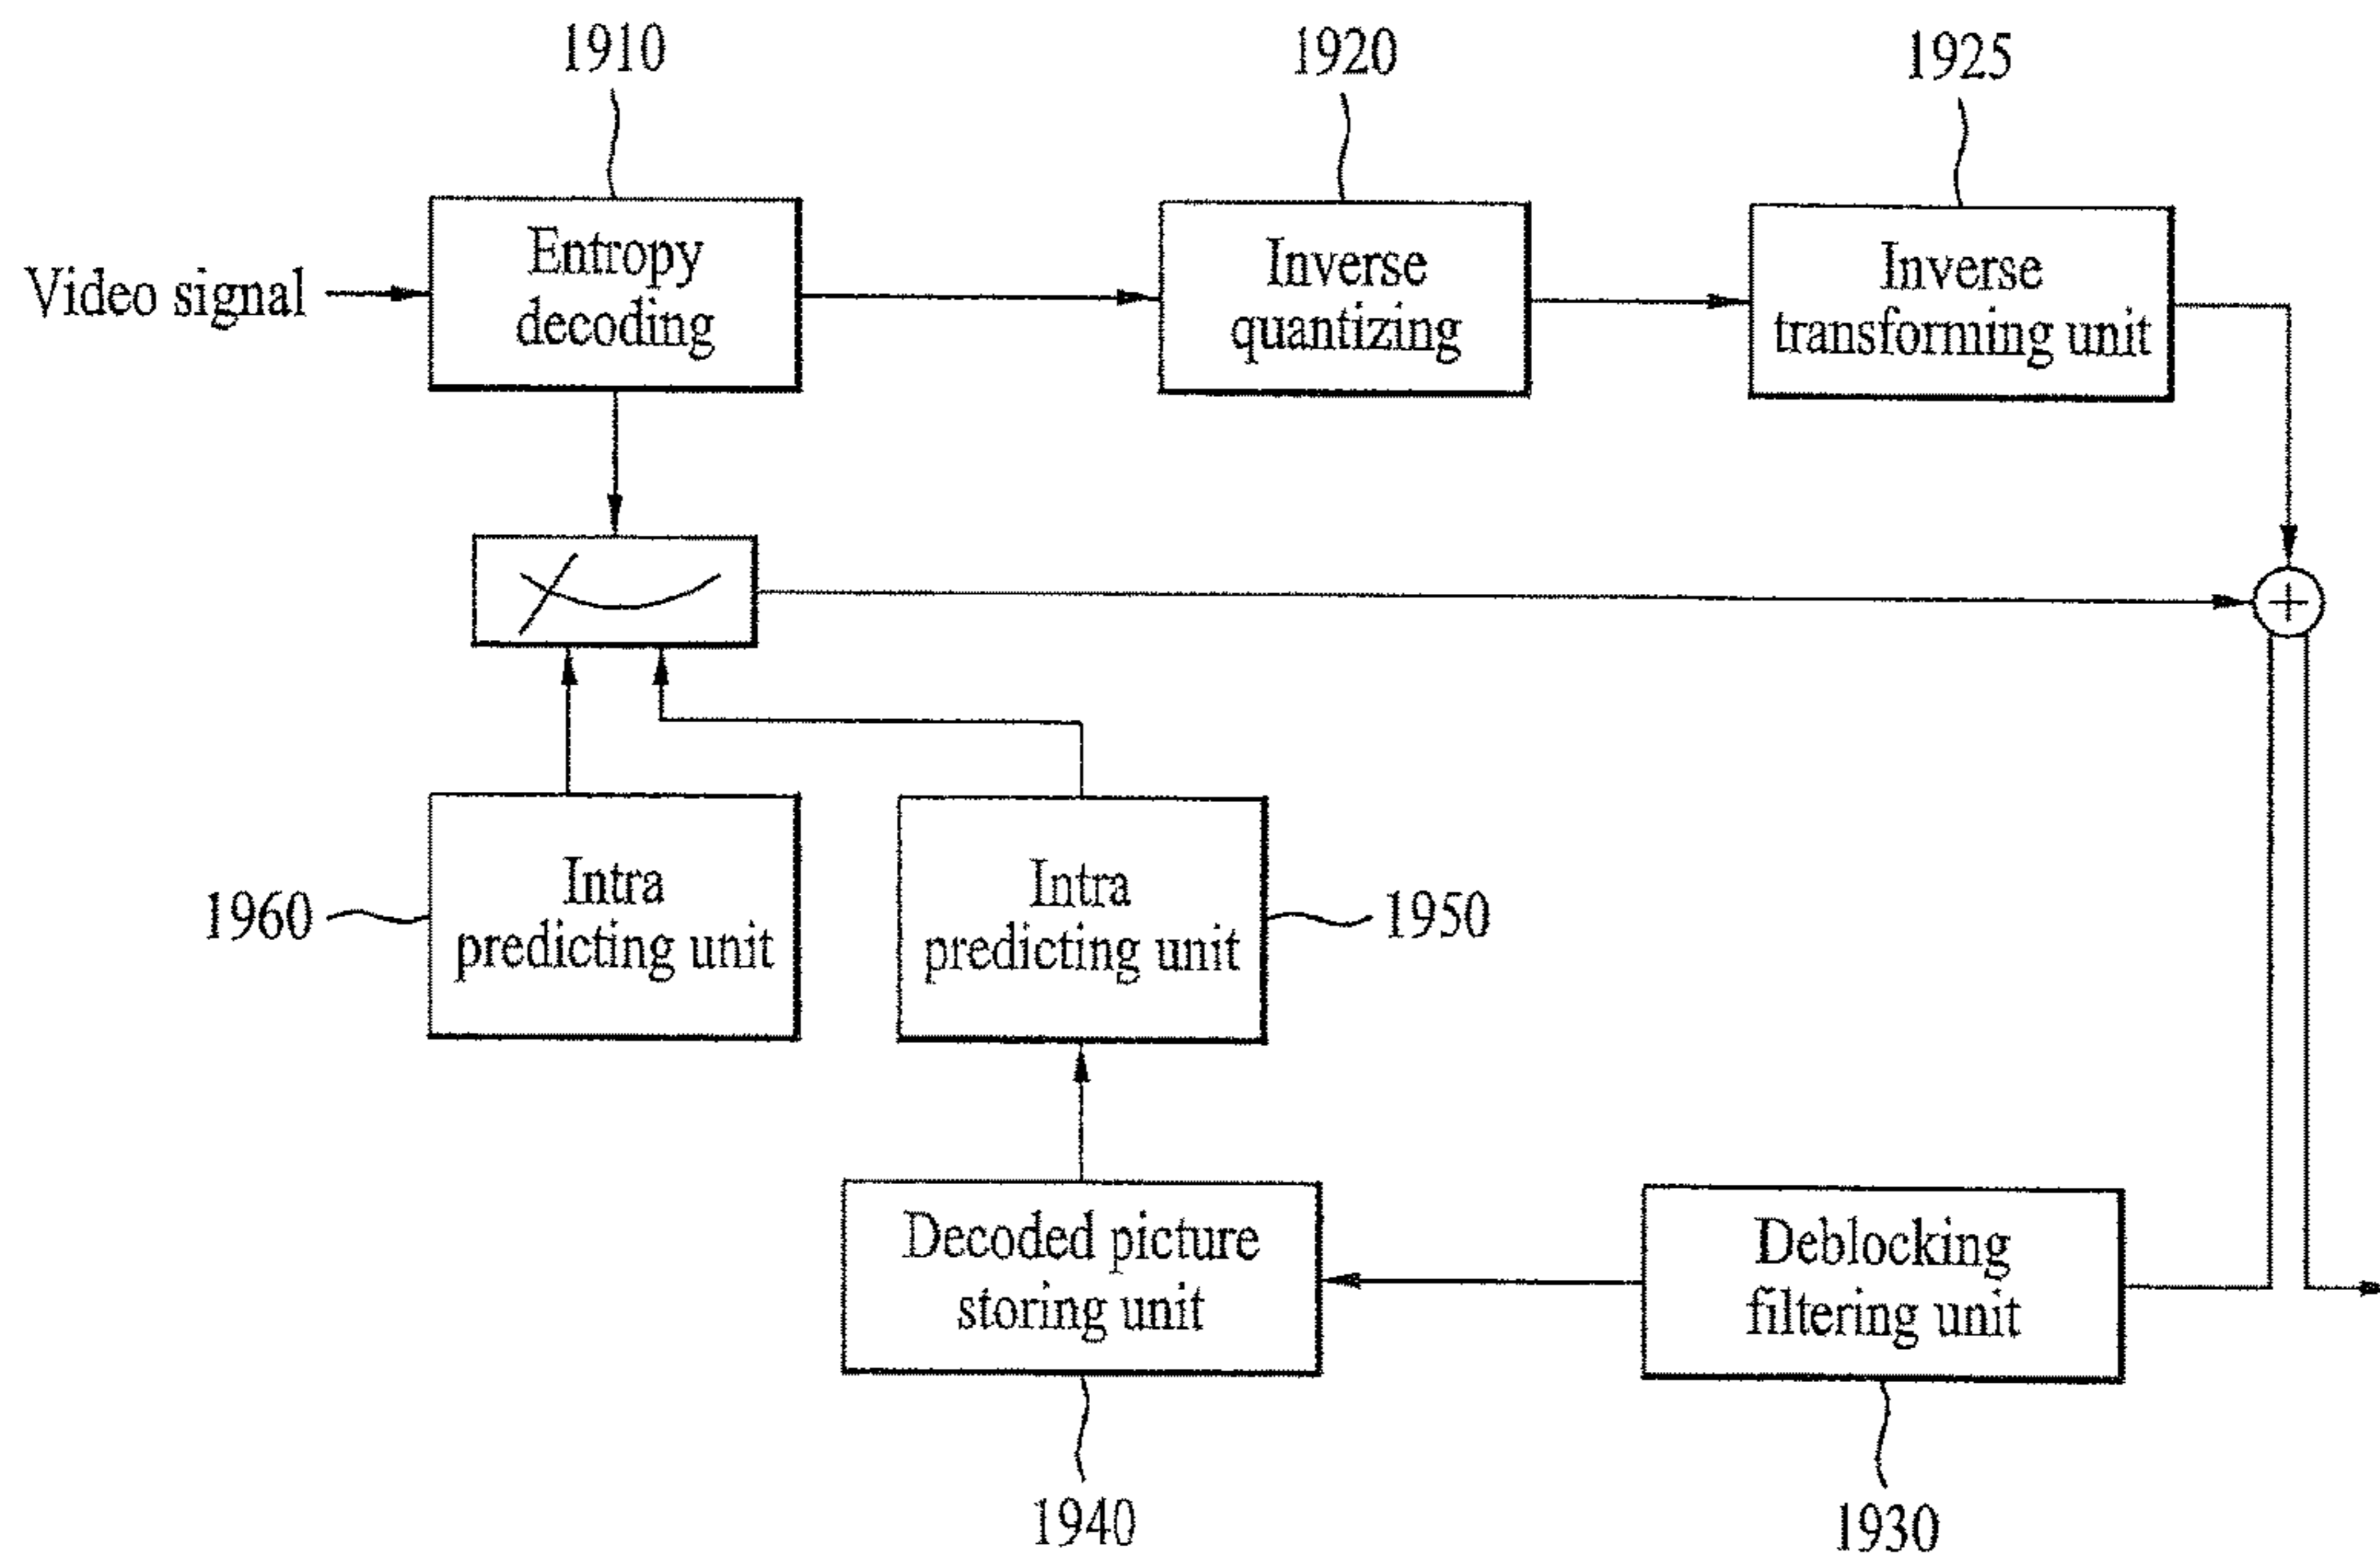 1910
1920
1925
Video signal
Entropy
decoding
Inverse
quantizing
Inverse
transforming unit
+
1960
Intra
predicting unit
Intra
predicting unit
1950
Decoded picture
storing unit
Deblocking
filtering unit
1940
1930